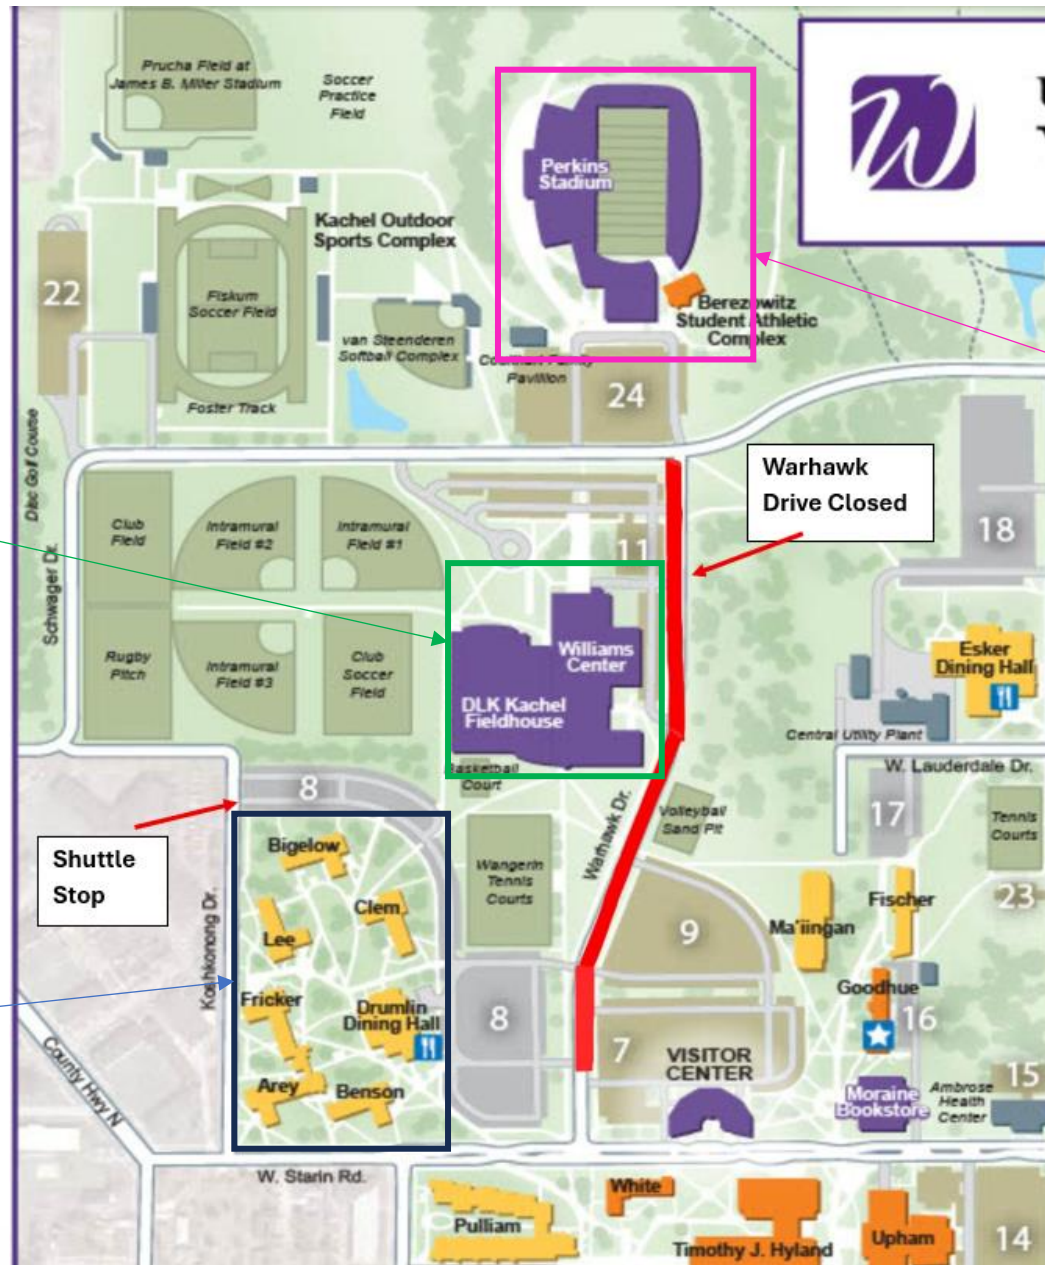 Prucha Field at
James B. Miller Stadium
Soccer
Practice
Field
Perkins
Stadium
W
Kachel Outdoor
Sports Complex
22
Fiskum
Soccer Field
van Steenderen
Softball Complex
Berezowitz
Student Athletic
Complex
Pavilion
24
Foster Track
Disc Golf Course
Schwager Dr.
Club
Field
Intramural
Field #2
Intramural
Field #1
Warhawk
Drive Closed
11
18
Rugby
Pitch
Intramural
Field #3
Club
Soccer
Field
Williams
Center
DLK Kachel
Fieldhouse
Esker
Dining Hall
Central Utility Plant
W. Lauderdale Dr.
Basketball
Court
8
Warhawk Dr.
Volleyball
Sand Pit
17
Tennis
Courts
Shuttle
Stop
Bigelow
Clem
Lee
Wangerin
Tennis
Courts
9
Ma'iingan
Fischer
23
Koshkonong Dr.
Fricker
Drumlin
Dining Hall
8
7
Goodhue
16
VISITOR
CENTER
15
County Hwy N
Arey
Benson
Moraine
Bookstore
Ambrose
Health
Center
W. Starin Rd.
Pulliam
White
Timothy J. Hyland
Upham
14